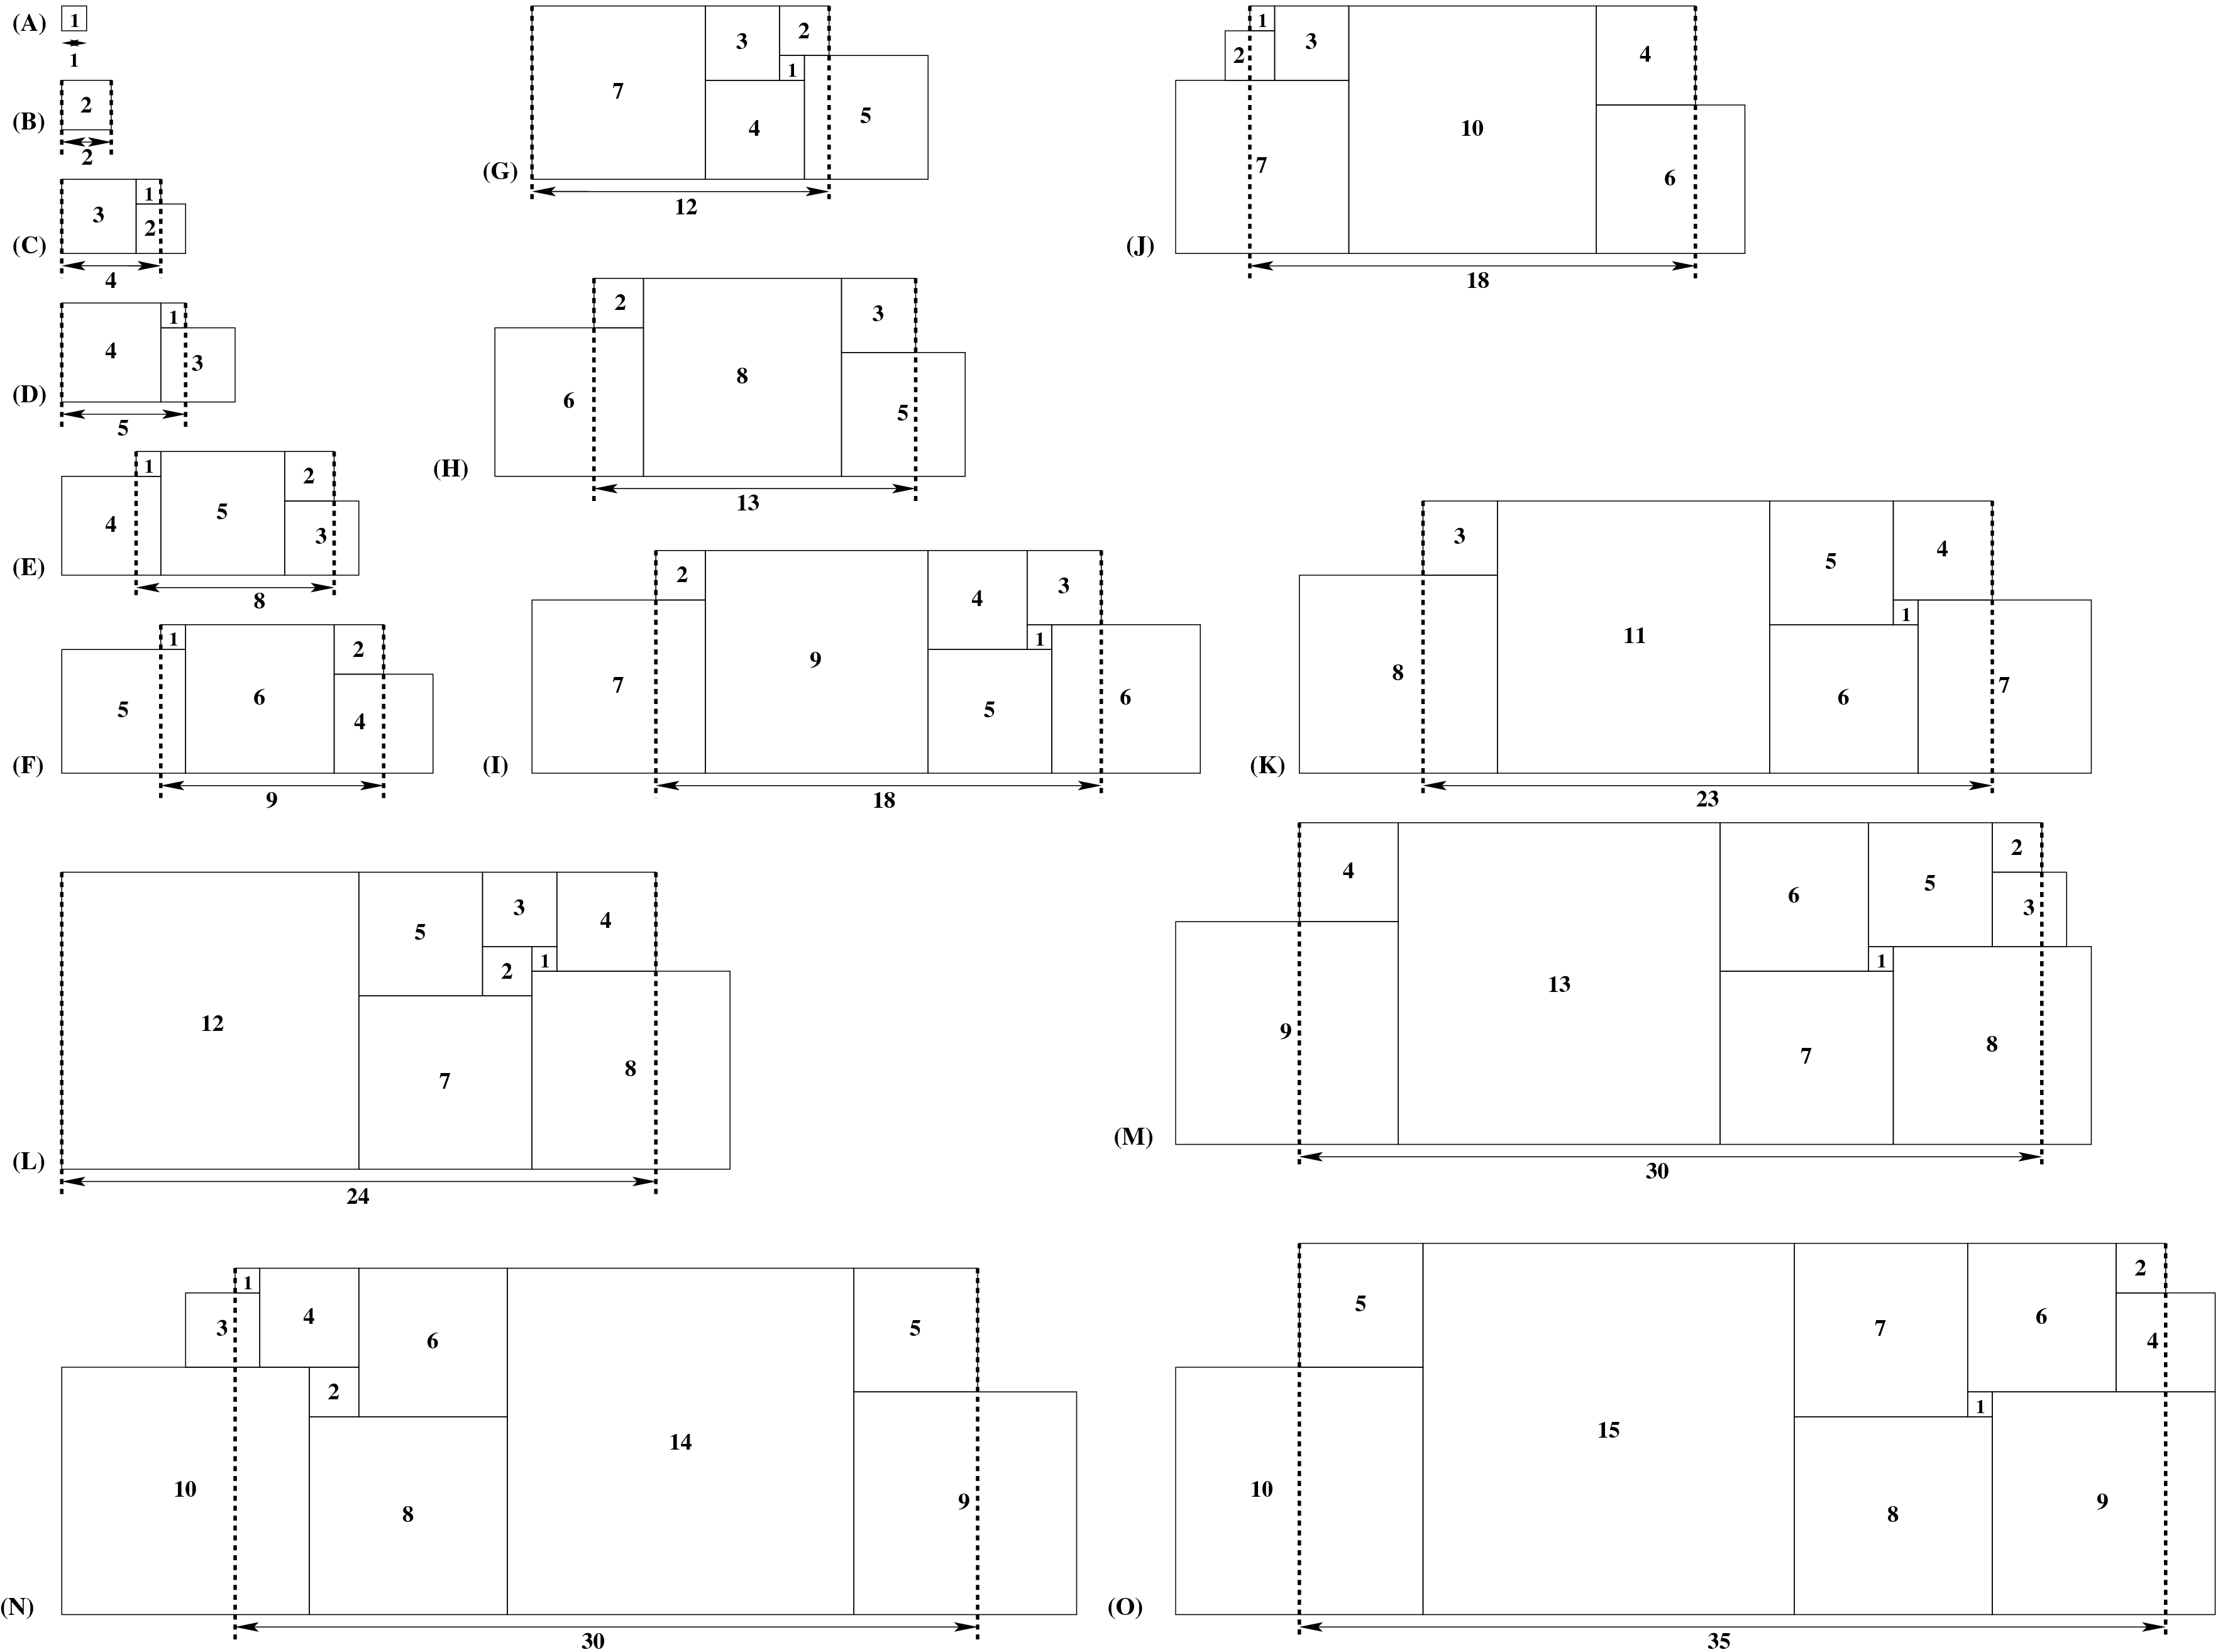 (A) 1
1
(B) 2
2
(C) 3 1 2
4
(D) 4 1 3
5
(E) 4 1 5 2 3
8
(F) 5 1 6 2 4
9
(G) 7 3 2 1 4 5
12
(H) 6 2 8 3 5
13
(I) 7 2 9 4 3 1 5 6
18
(J) 1 2 3 7 10 4 6
18
(K) 3 8 11 5 4 1 6 7
23
(L) 12 5 3 4 2 1 7 8
24
(M) 4 9 13 6 5 2 3 1 7 8
30
(N) 1 3 4 6 2 10 8 14 5 9
30
(O) 5 10 15 7 6 2 4 1 8 9
35